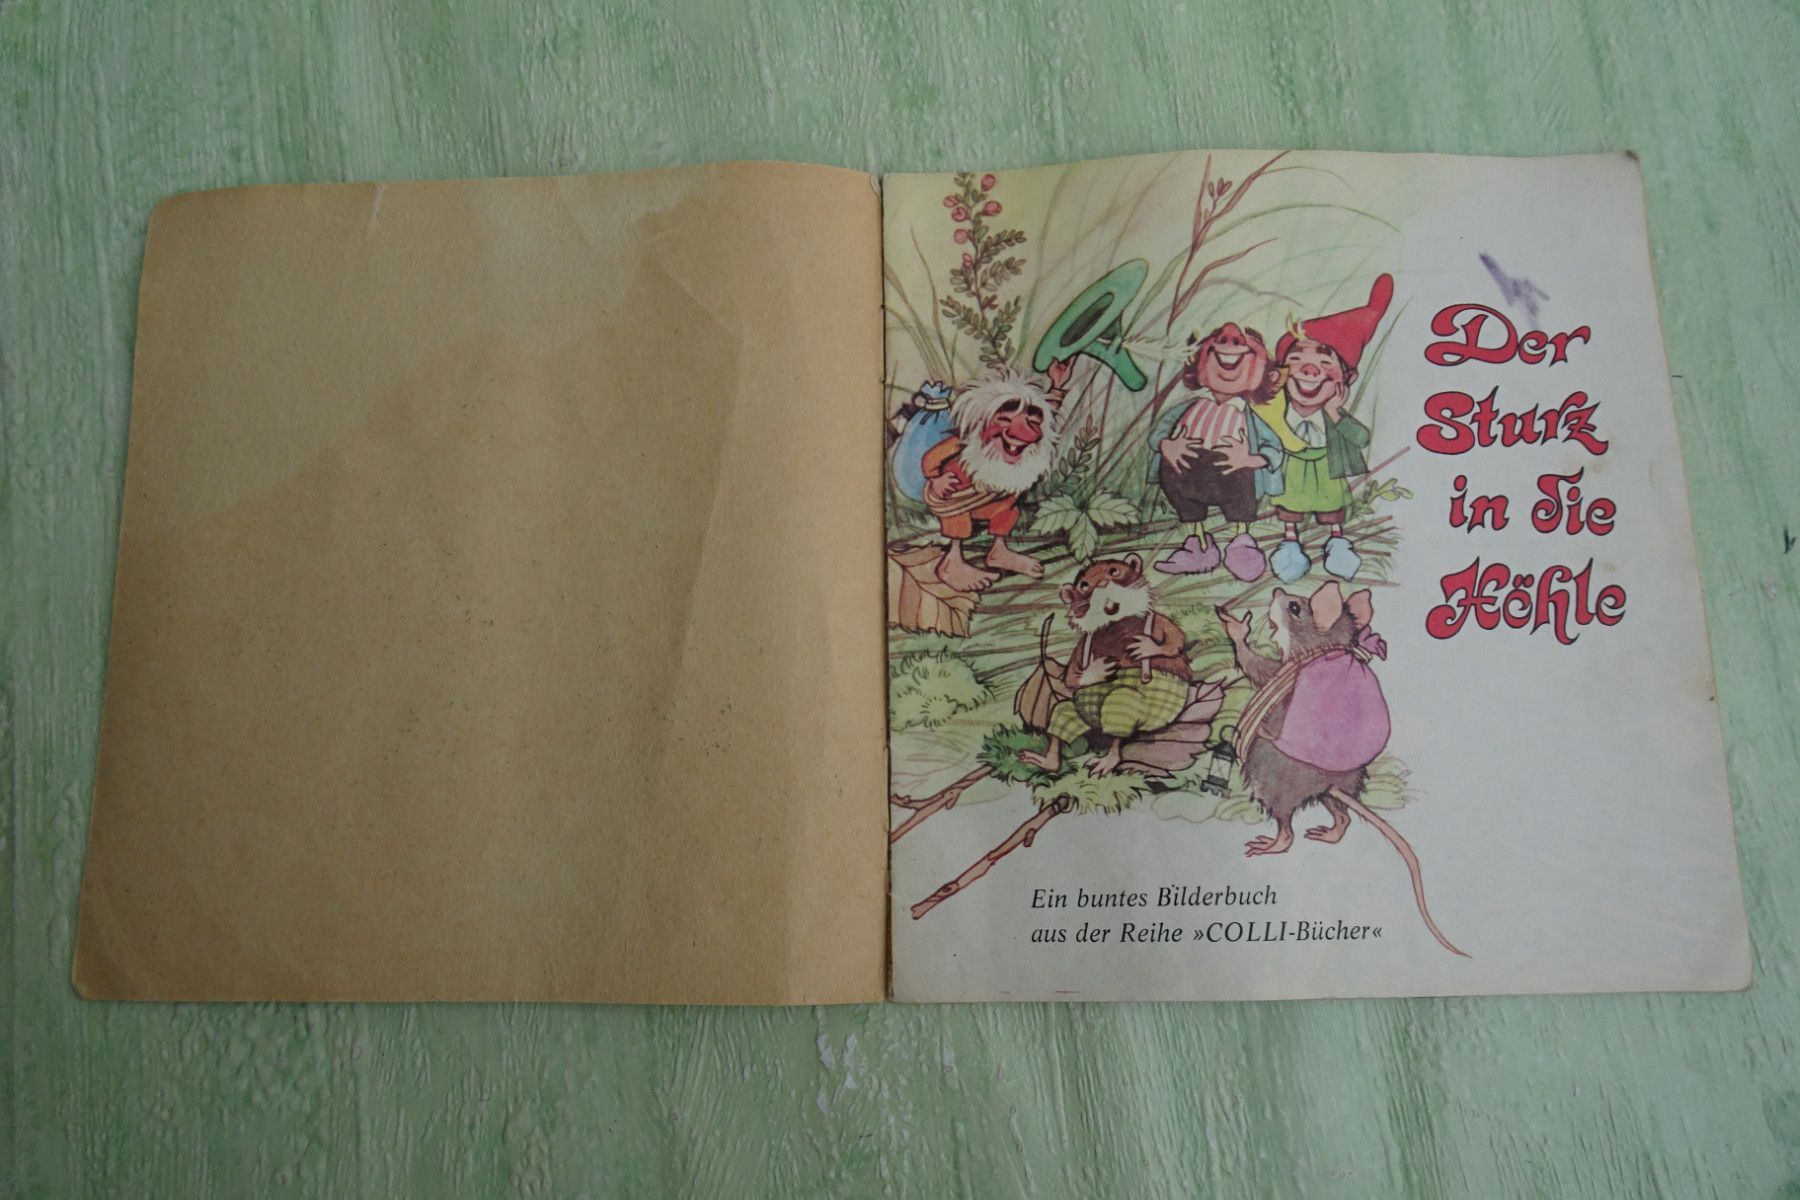 Der
Sturz
in die
Höhle
Ein buntes Bilderbuch
aus der Reihe »COLLI-Bücher«